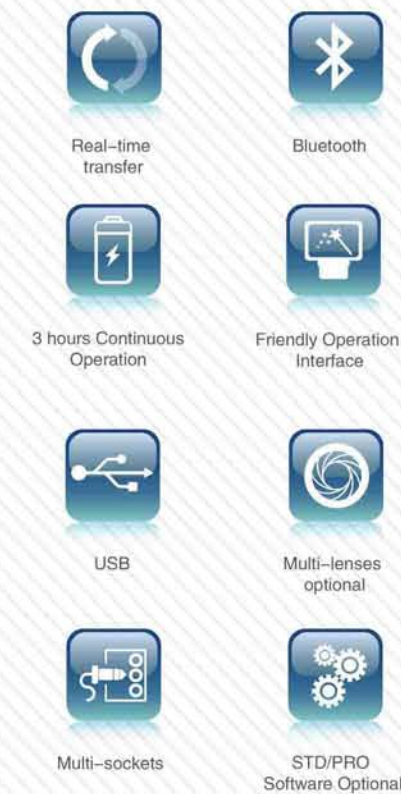 Real-time
transfer
Bluetooth
3 hours Continuous
Operation
Friendly Operation
Interface
USB
Multi-lenses
optional
Multi-sockets
STD/PRO
Software Optional